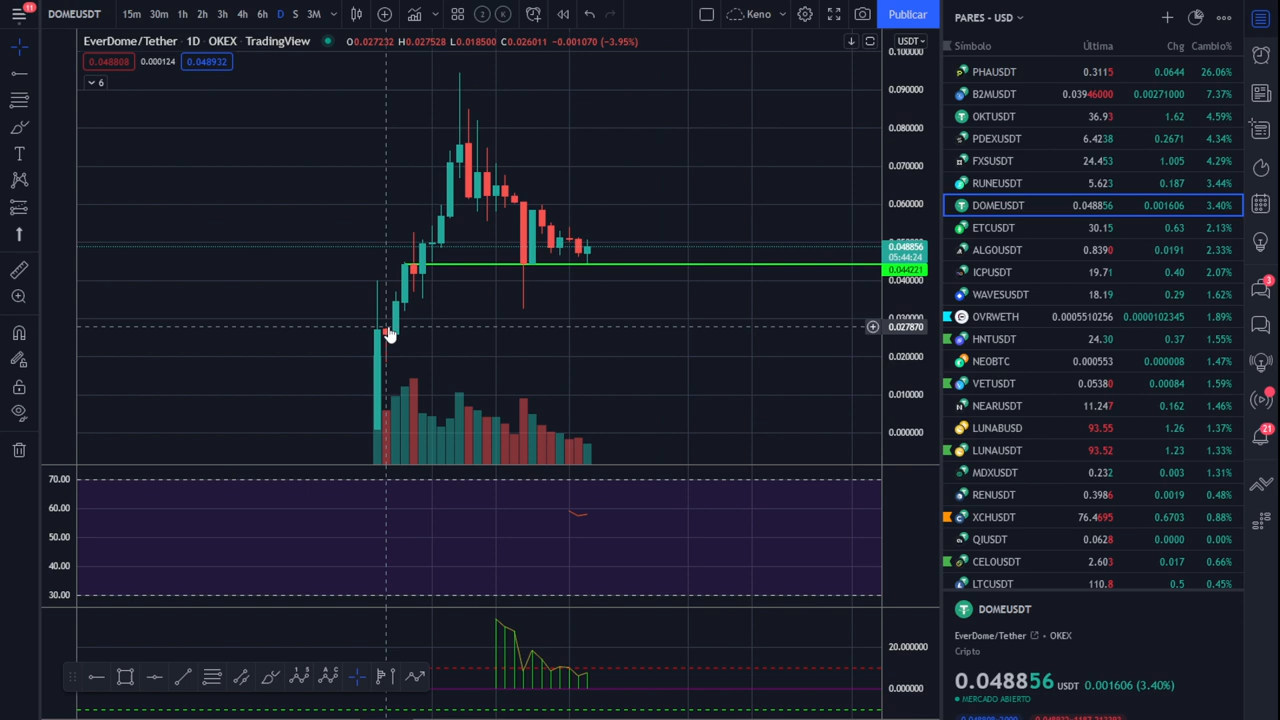 11
DOMEUSDT 15m 30m 1h 2h 3h 4h 6h D S 3M 2 K Keno Publicar
EverDome/Tether · 1D · OKEX · TradingView O0.027232 H0.027528 L0.018500 C0.026011 -0.001070 (-3.95%) USDT
0.048808 0.000124 0.048932
6
0.100000
0.090000
0.080000
0.070000
0.060000
0.048856
05:44:24
0.044221
0.040000
0.027870
0.020000
0.010000
0.000000
70.00
60.00
50.00
40.00
30.00
20.000000
0.000000
PARES - USD
Símbolo Última Chg Cambio%
PHAUSDT 0.3115 0.0644 26.06%
B2MUSDT 0.03946000 0.00271000 7.37%
OKTUSDT 36.93 1.62 4.59%
PDEXUSDT 6.4238 0.2671 4.34%
FXSUSDT 24.453 1.005 4.29%
RUNEUSDT 5.623 0.187 3.44%
DOMEUSDT 0.048856 0.001606 3.40%
ETCUSDT 30.15 0.63 2.13%
ALGOUSDT 0.8390 0.0191 2.33%
ICPUSDT 19.71 0.40 2.07%
WAVESUSDT 18.19 0.29 1.62%
OVRWETH 0.0005510256 0.0000102345 1.89%
HNTUSDT 24.30 0.37 1.55%
NEOBTC 0.000553 0.000008 1.47%
VETUSDT 0.05380 0.00084 1.59%
NEARUSDT 11.247 0.162 1.46%
LUNABUSD 93.55 1.26 1.37%
LUNAUSDT 93.52 1.23 1.33%
MDXUSDT 0.232 0.003 1.31%
RENUSDT 0.3986 0.0019 0.48%
XCHUSDT 76.4695 0.6703 0.88%
QIUSDT 0.0628 0.0000 0.00%
CELOUSDT 2.603 0.017 0.66%
LTCUSDT 110.8 0.5 0.45%
DOMEUSDT
EverDome/Tether · OKEX
Cripto
0.048856 USDT 0.001606 (3.40%)
MERCADO ABIERTO
3
21